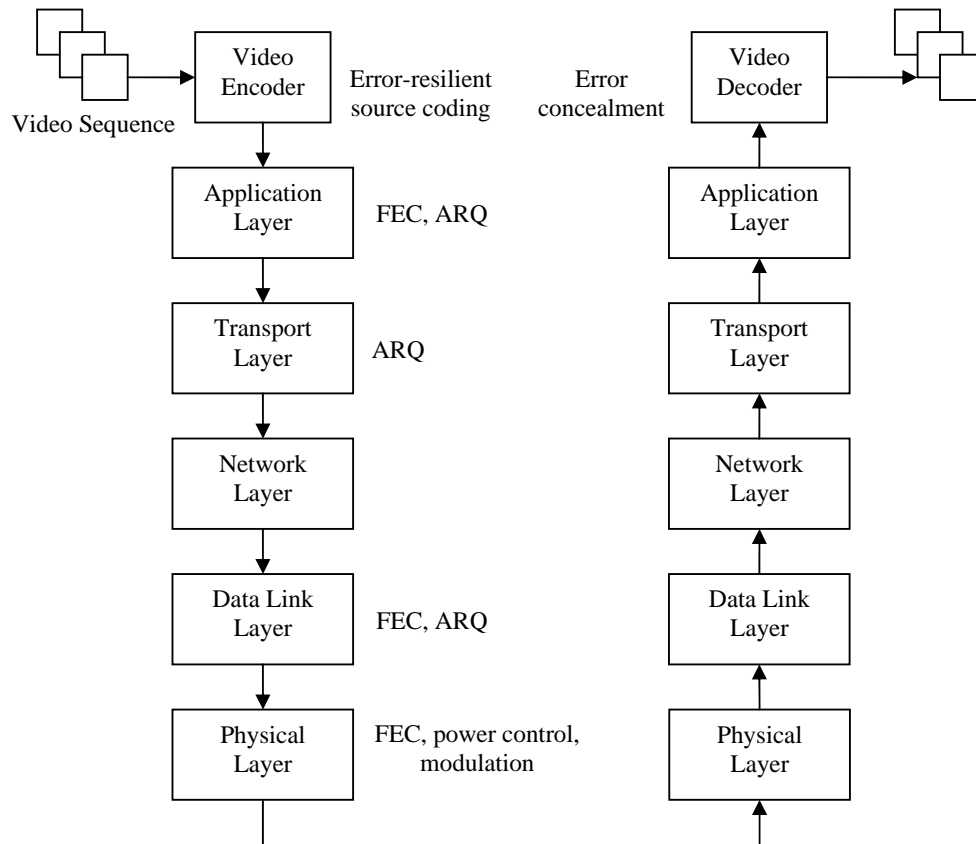 Video
Encoder
Video Sequence
Error-resilient
source coding
Error
concealment
Video
Decoder
Application
Layer
FEC, ARQ
Application
Layer
Transport
Layer
ARQ
Transport
Layer
Network
Layer
Network
Layer
Data Link
Layer
FEC, ARQ
Data Link
Layer
Physical
Layer
FEC, power control,
modulation
Physical
Layer